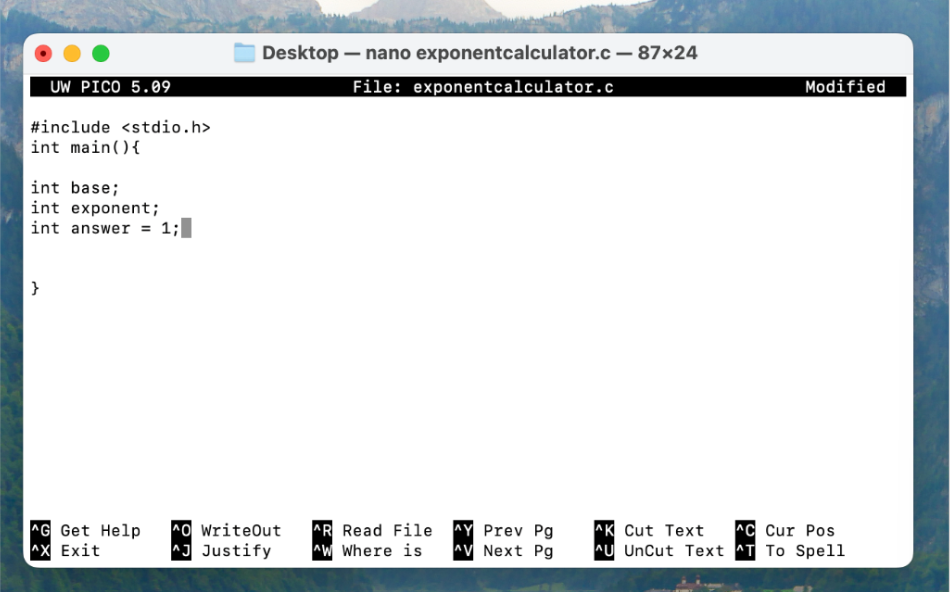 Desktop — nano exponentcalculator.c — 87×24
UW PICO 5.09 File: exponentcalculator.c Modified
#include <stdio.h>
int main(){
int base;
int exponent;
int answer = 1;
}
^G Get Help ^O WriteOut ^R Read File ^Y Prev Pg ^K Cut Text ^C Cur Pos
^X Exit ^J Justify ^W Where is ^V Next Pg ^U UnCut Text ^T To Spell